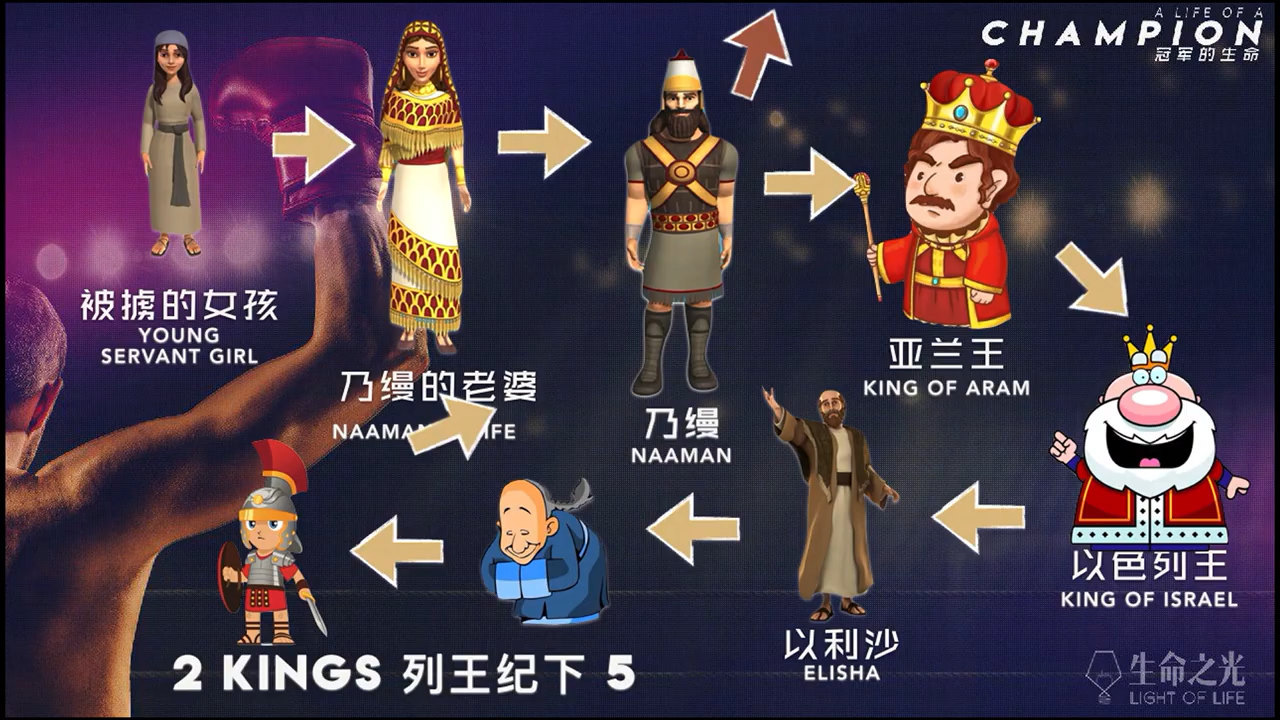 A LIFE OF A
CHAMPION
冠军的生命
被掳的女孩
YOUNG
SERVANT GIRL
乃缦的老婆
乃缦
NAAMAN
亚兰王
KING OF ARAM
以色列王
KING OF ISRAEL
以利沙
ELISHA
2 KINGS 列王纪下 5
生命之光
LIGHT OF LIFE